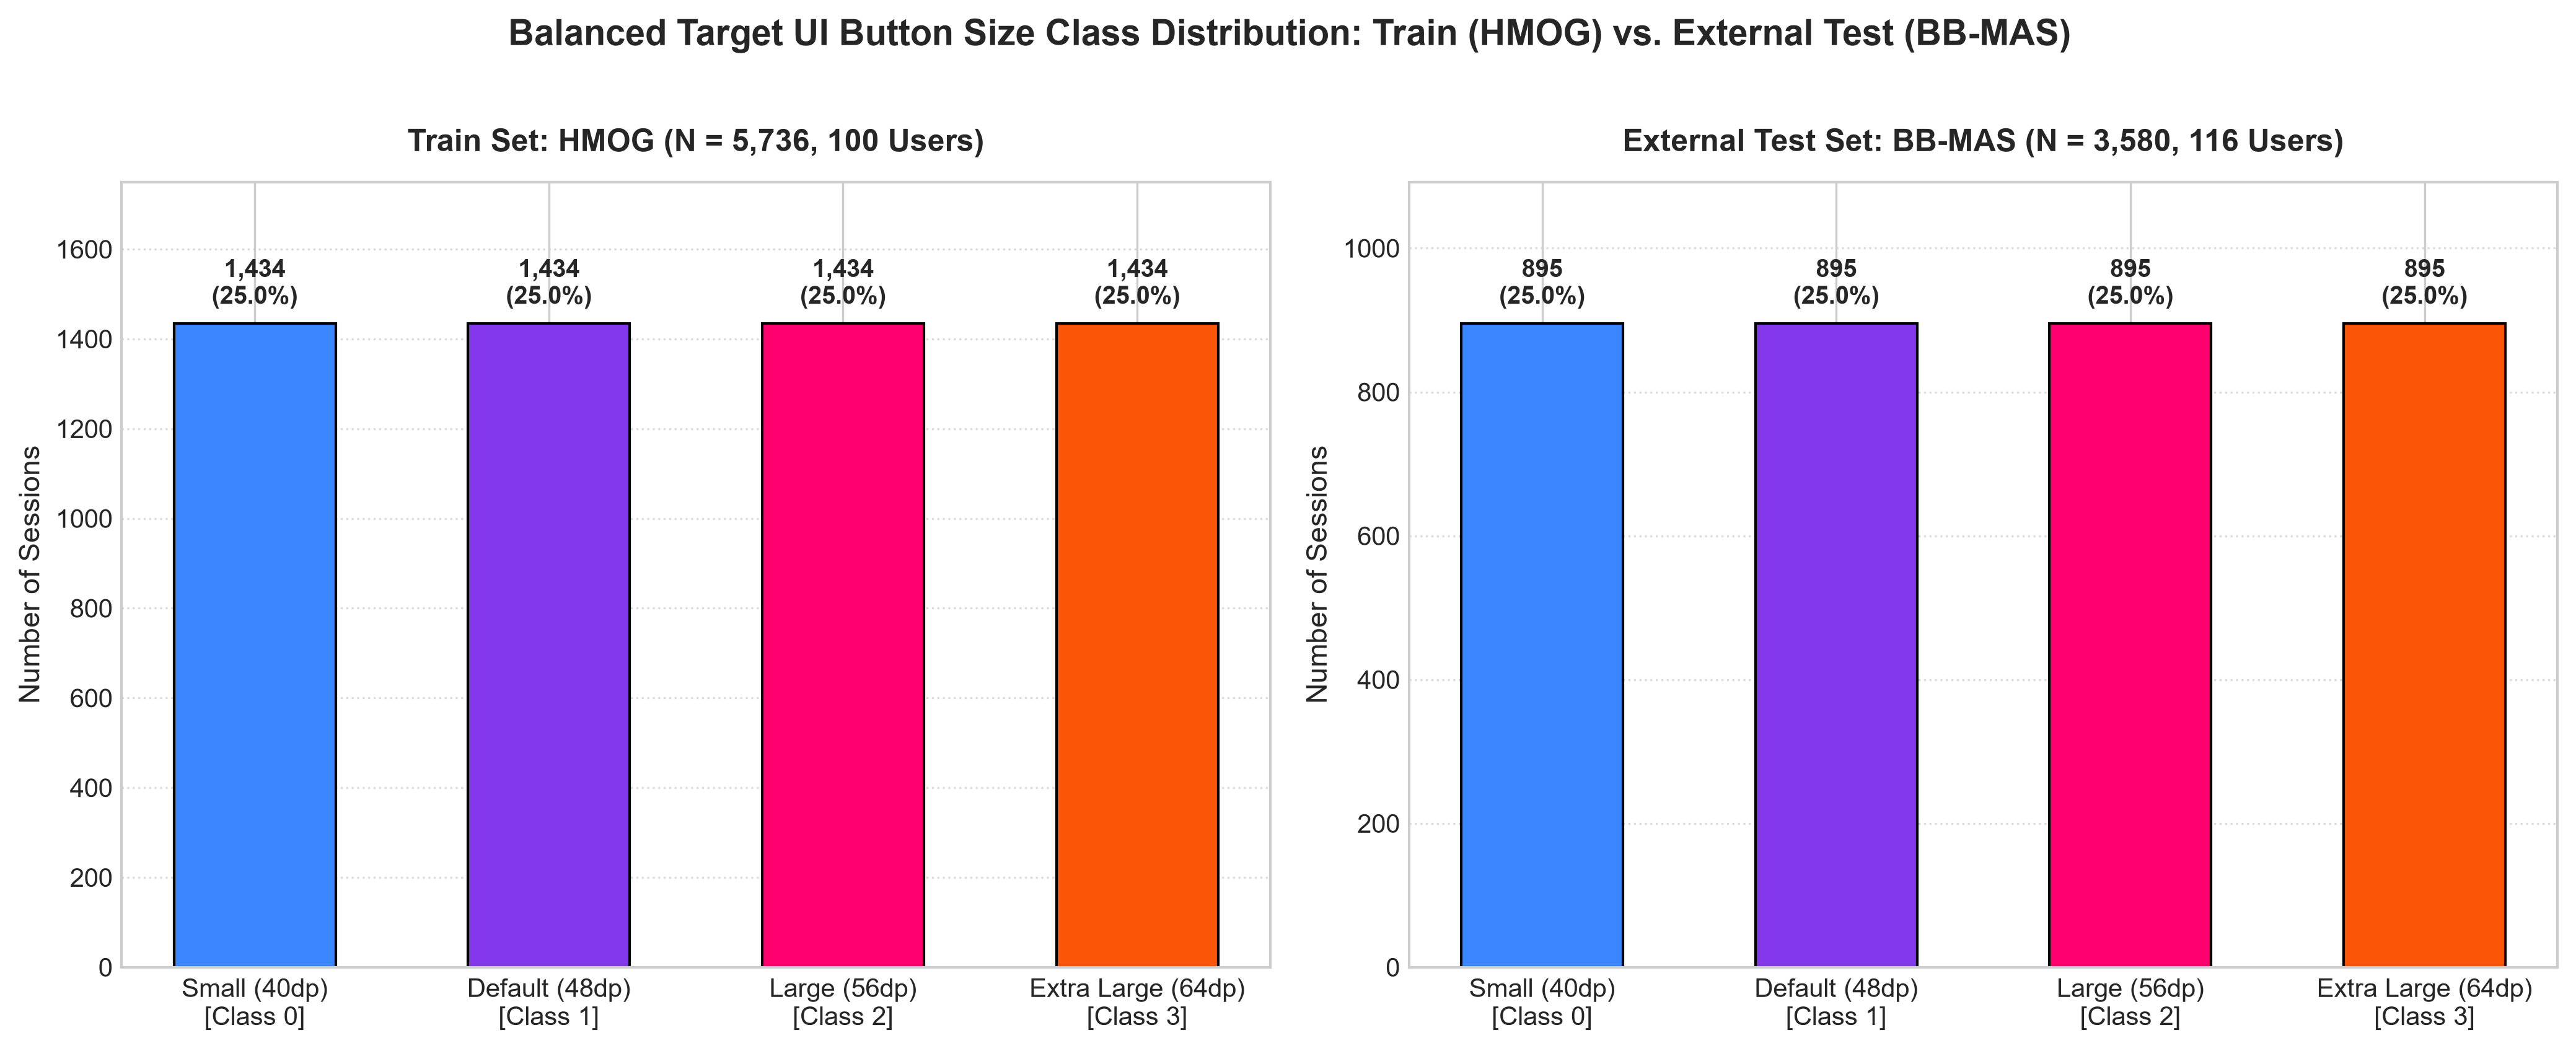 Balanced Target UI Button Size Class Distribution: Train (HMOG) vs. External Test (BB-MAS)
Train Set: HMOG (N = 5,736, 100 Users)
Number of Sessions
1600
1400
1200
1000
800
600
400
200
0
1,434
(25.0%)
1,434
(25.0%)
1,434
(25.0%)
1,434
(25.0%)
Small (40dp)
[Class 0]
Default (48dp)
[Class 1]
Large (56dp)
[Class 2]
Extra Large (64dp)
[Class 3]
External Test Set: BB-MAS (N = 3,580, 116 Users)
Number of Sessions
1000
800
600
400
200
0
895
(25.0%)
895
(25.0%)
895
(25.0%)
895
(25.0%)
Small (40dp)
[Class 0]
Default (48dp)
[Class 1]
Large (56dp)
[Class 2]
Extra Large (64dp)
[Class 3]